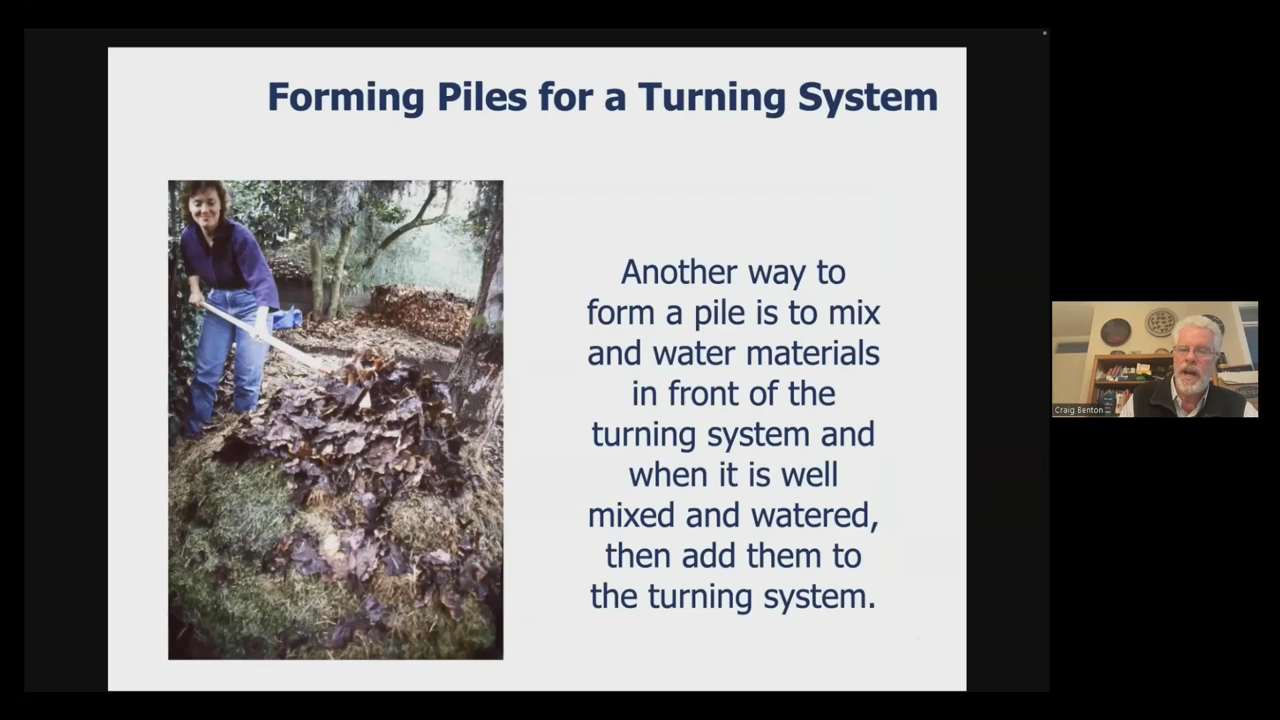 Forming Piles for a Turning System
Another way to
form a pile is to mix
and water materials
in front of the
turning system and
when it is well
mixed and watered,
then add them to
the turning system.
Craig Benton